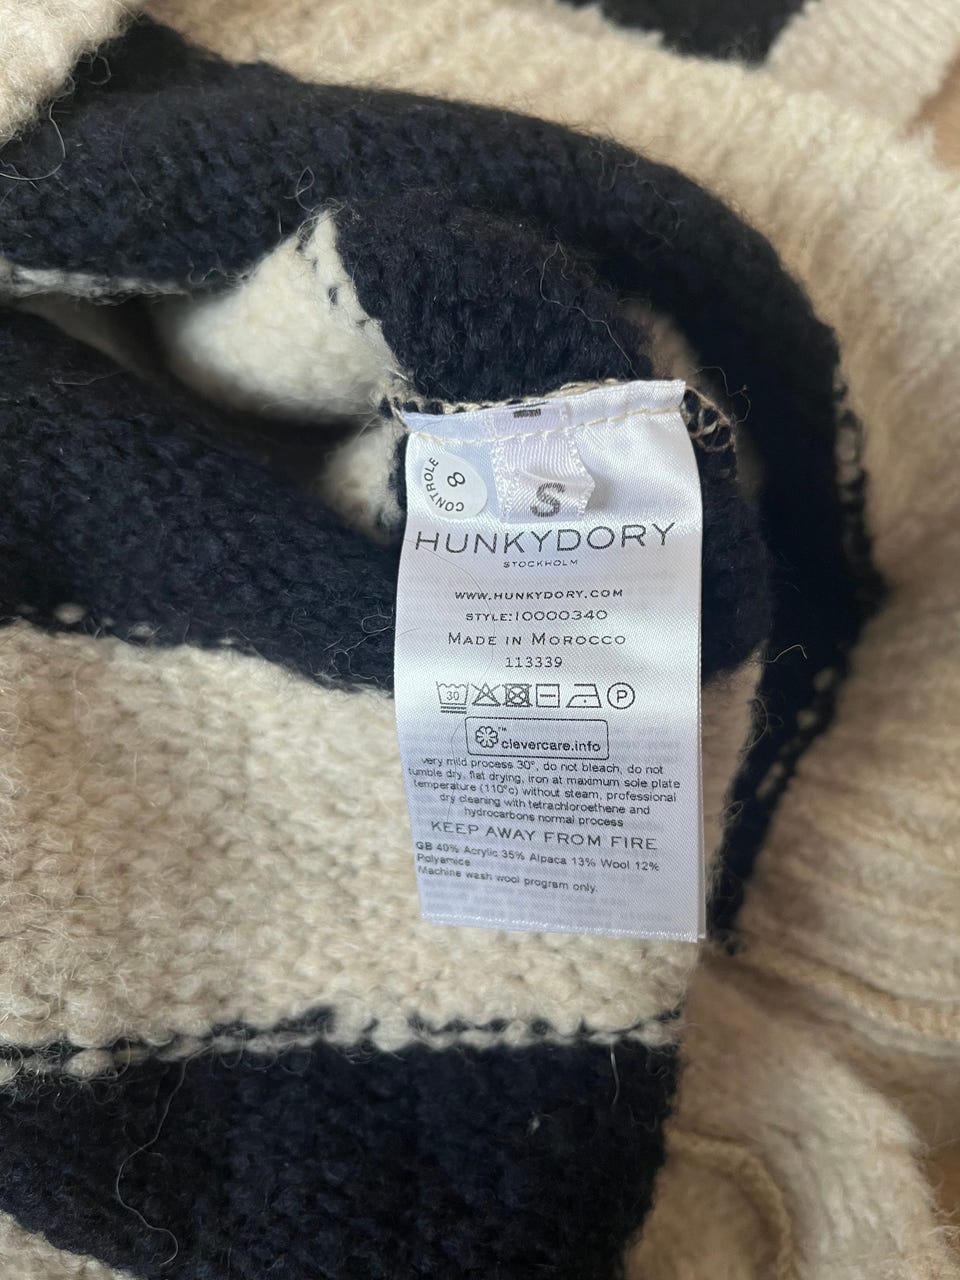 CONTROLE
8
S
HUNKYDORY
STOCKHOLM
WWW.HUNKYDORY.COM
STYLE:10000340
MADE IN MOROCCO
113339
30
P
clevercare.info
very mild process 30°, do not bleach, do not
tumble dry, flat drying, iron at maximum sole plate
temperature (110°c) without steam, professional
dry cleaning with tetrachloroethene and
hydrocarbons normal process
KEEP AWAY FROM FIRE
GB 40% Acrylic 35% Alpaca 13% Wool 12%
Polyamice
Machine wash wool program only.